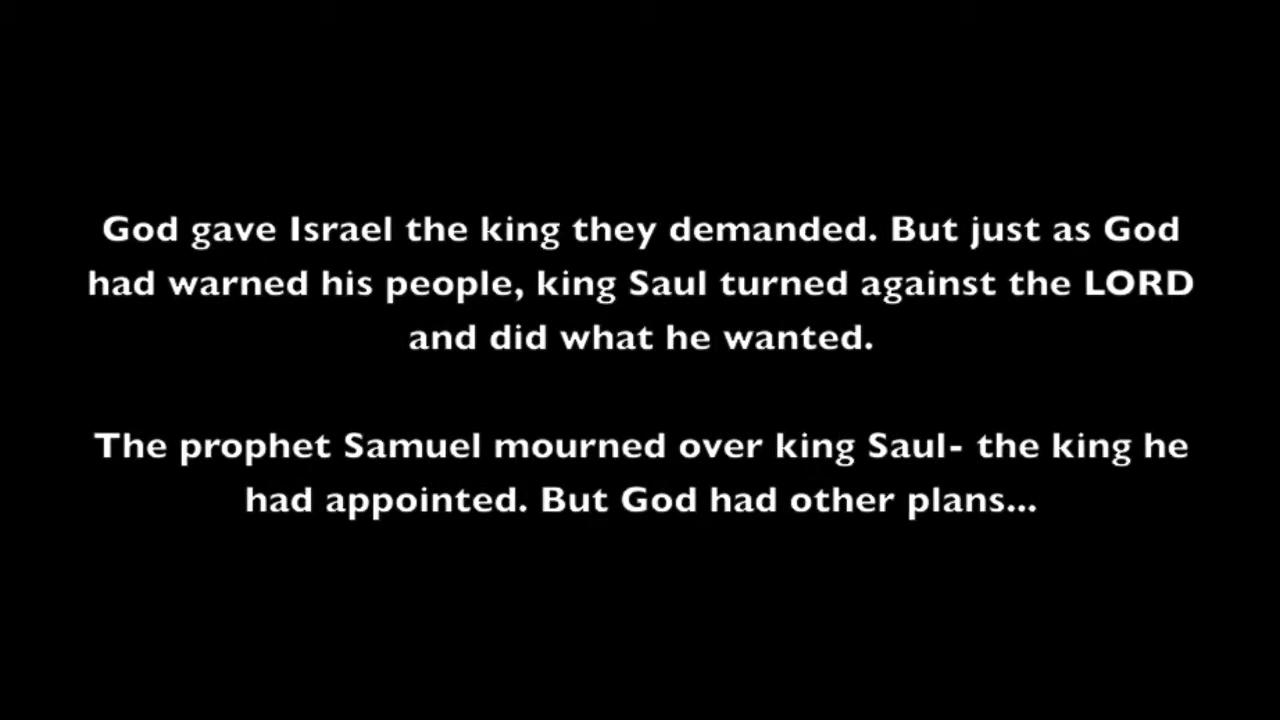 God gave Israel the king they demanded. But just as God
had warned his people, king Saul turned against the LORD
and did what he wanted.
The prophet Samuel mourned over king Saul- the king he
had appointed. But God had other plans...